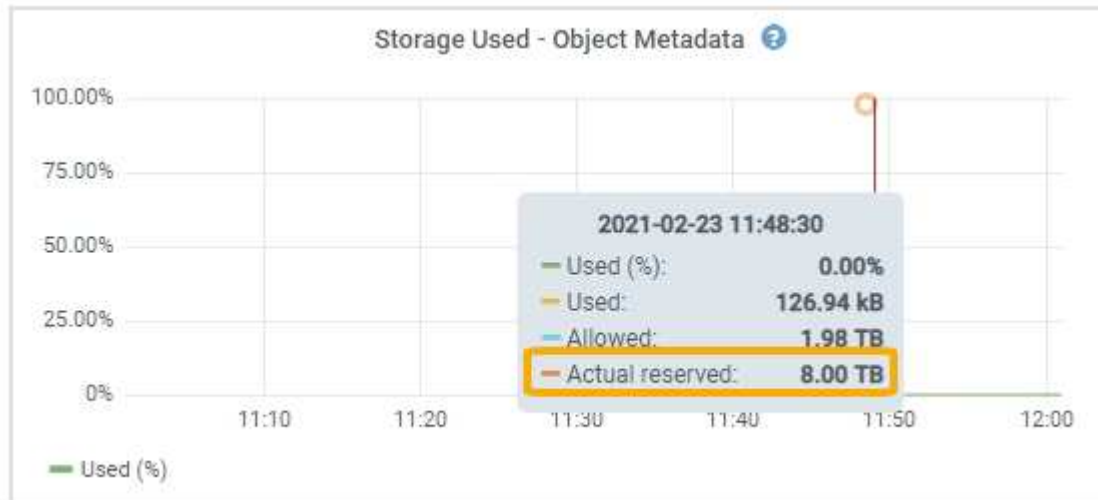 Storage Used - Object Metadata ?
100.00%
75.00%
50.00%
25.00%
0%
2021-02-23 11:48:30
Used (%): 0.00%
Used: 126.94 kB
Allowed: 1.98 TB
Actual reserved: 8.00 TB
11:10 11:20 11:30 11:40 11:50 12:00
Used (%)